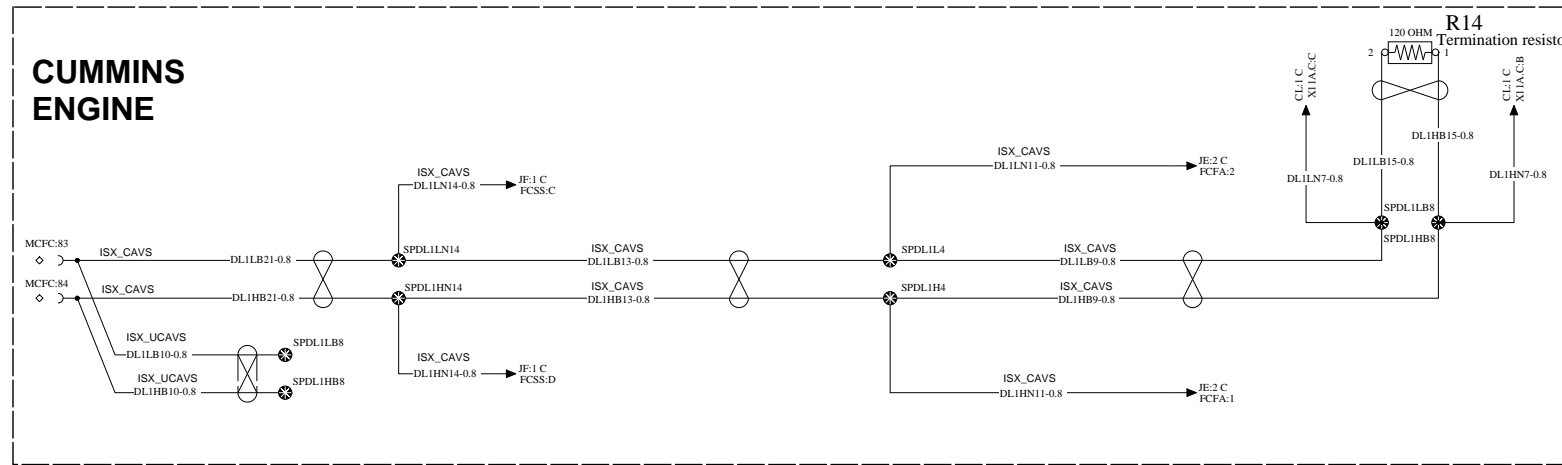 CUMMINS
ENGINE
R14
120 OHM
Termination resisto
2
1
CL:1 C
X11A.C:C
CL:1 C
X11A.C:B
DL1HB15-0.8
DL1LB15-0.8
DL1LN7-0.8
DL1HN7-0.8
ISX_CAVS
DL1LN14-0.8
JF:1 C
FCSS:C
ISX_CAVS
DL1LN11-0.8
JE:2 C
FCFA:2
SPDL1LB8
SPDL1HB8
MCFC:83
ISX_CAVS
DL1LB21-0.8
SPDL1LN14
ISX_CAVS
DL1LB13-0.8
SPDL1L4
ISX_CAVS
DL1LB9-0.8
MCFC:84
ISX_CAVS
DL1HB21-0.8
SPDL1HN14
ISX_CAVS
DL1HB13-0.8
SPDL1H4
ISX_CAVS
DL1HB9-0.8
ISX_UCAVS
DL1LB10-0.8
SPDL1LB8
ISX_UCAVS
DL1HB10-0.8
SPDL1HB8
ISX_CAVS
DL1HN14-0.8
JF:1 C
FCSS:D
ISX_CAVS
DL1HN11-0.8
JE:2 C
FCFA:1